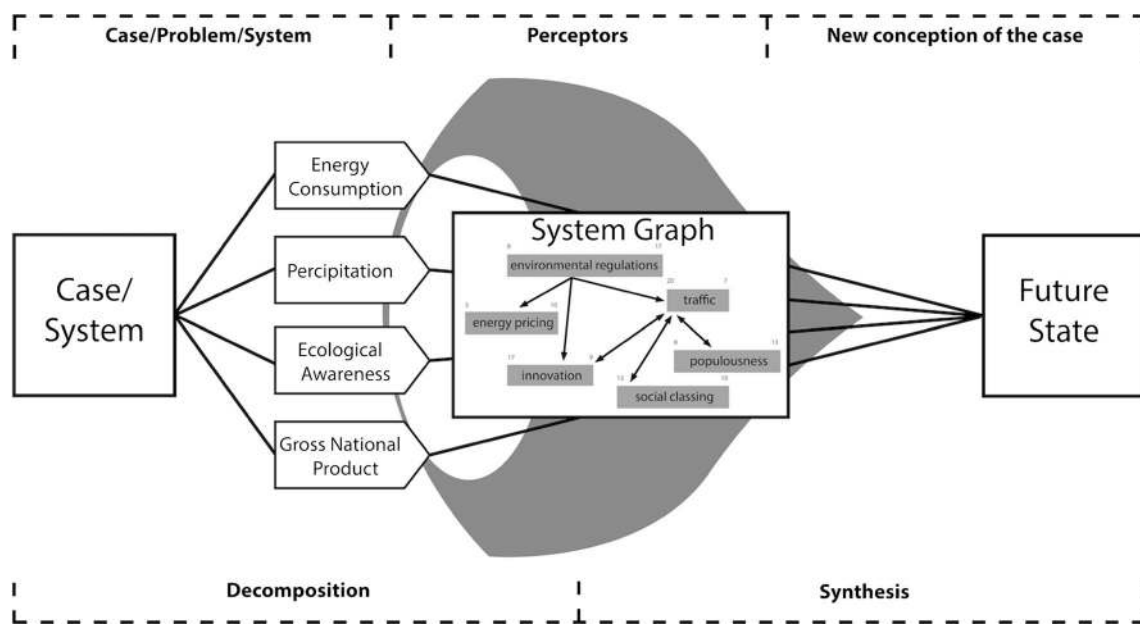 Case/Problem/System
Perceptors
New conception of the case
Energy
Consumption
Percipitation
Ecological
Awareness
Gross National
Product
Case/
System
System Graph
environmental regulations
energy pricing
traffic
innovation
populousness
social classing
Future
State
Decomposition
Synthesis